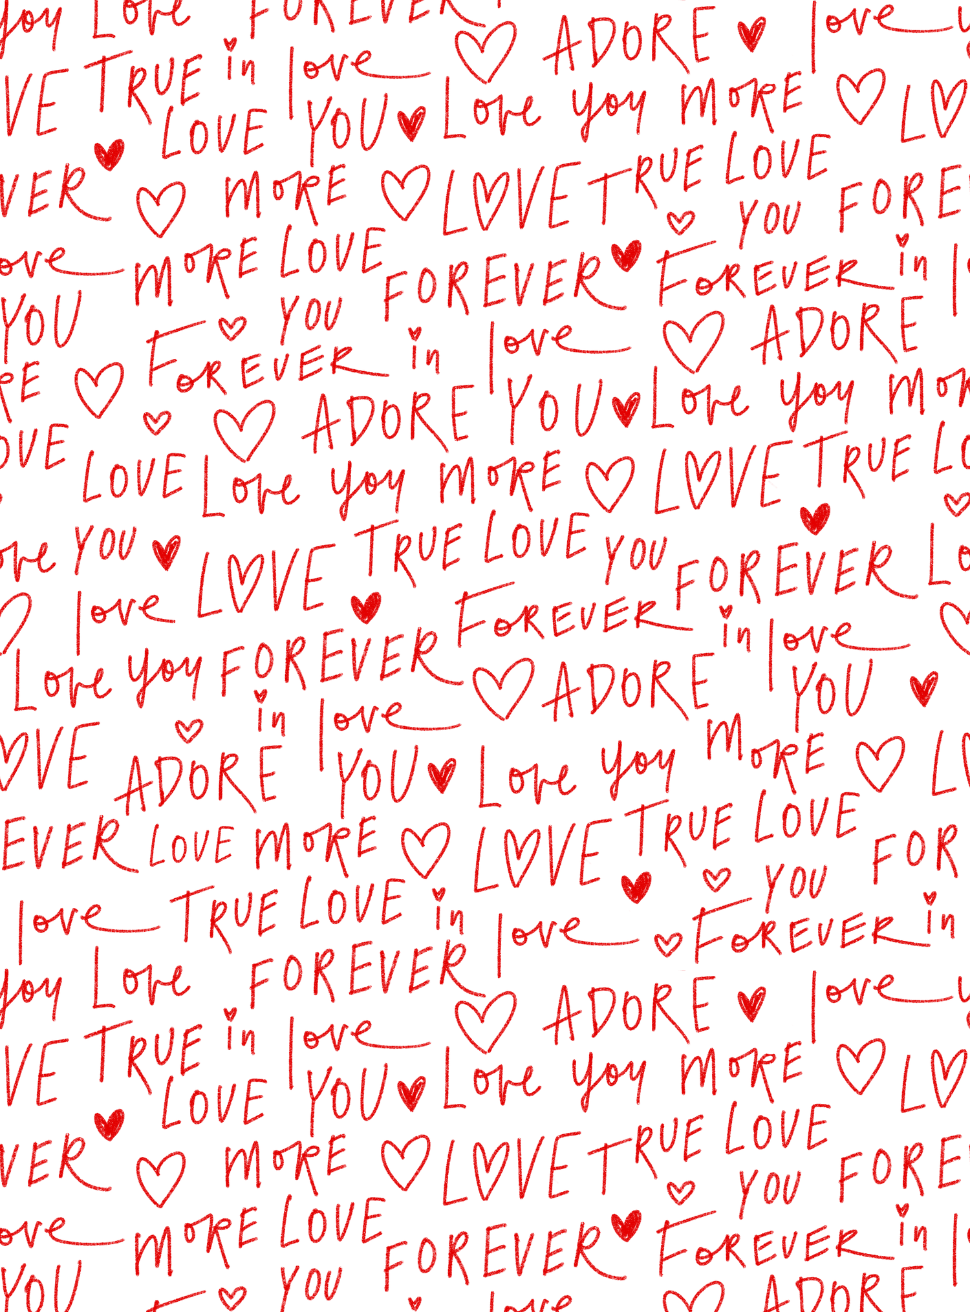 you Love FOREVER
ADORE love
VE TRUE in love
LOVE YOU Love you MORE LOVE
VER MORE LOVE TRUE LOVE
YOU FORE
ove MORE LOVE FOREVER FOREVER in
YOU YOU
RE FOREVER in love ADORE
ADORE YOU Love you MOR
OVE LOVE Love you MORE LOVE TRUE LO
ove YOU LOVE TRUE LOVE YOU FOREVER Lo
love FOREVER in love
Love you FOREVER ADORE YOU
in love
OVE ADORE YOU Love you MORE
EVER LOVE MORE LOVE TRUE LOVE FOR
YOU
love TRUE LOVE in love FOREVER in
you Love FOREVER ADORE love
VE TRUE in love
LOVE YOU Love you MORE LO
VER MORE LOVE TRUE LOVE
YOU FORE
ove MORE LOVE FOREVER FOREVER in
YOU YOU love ADORE